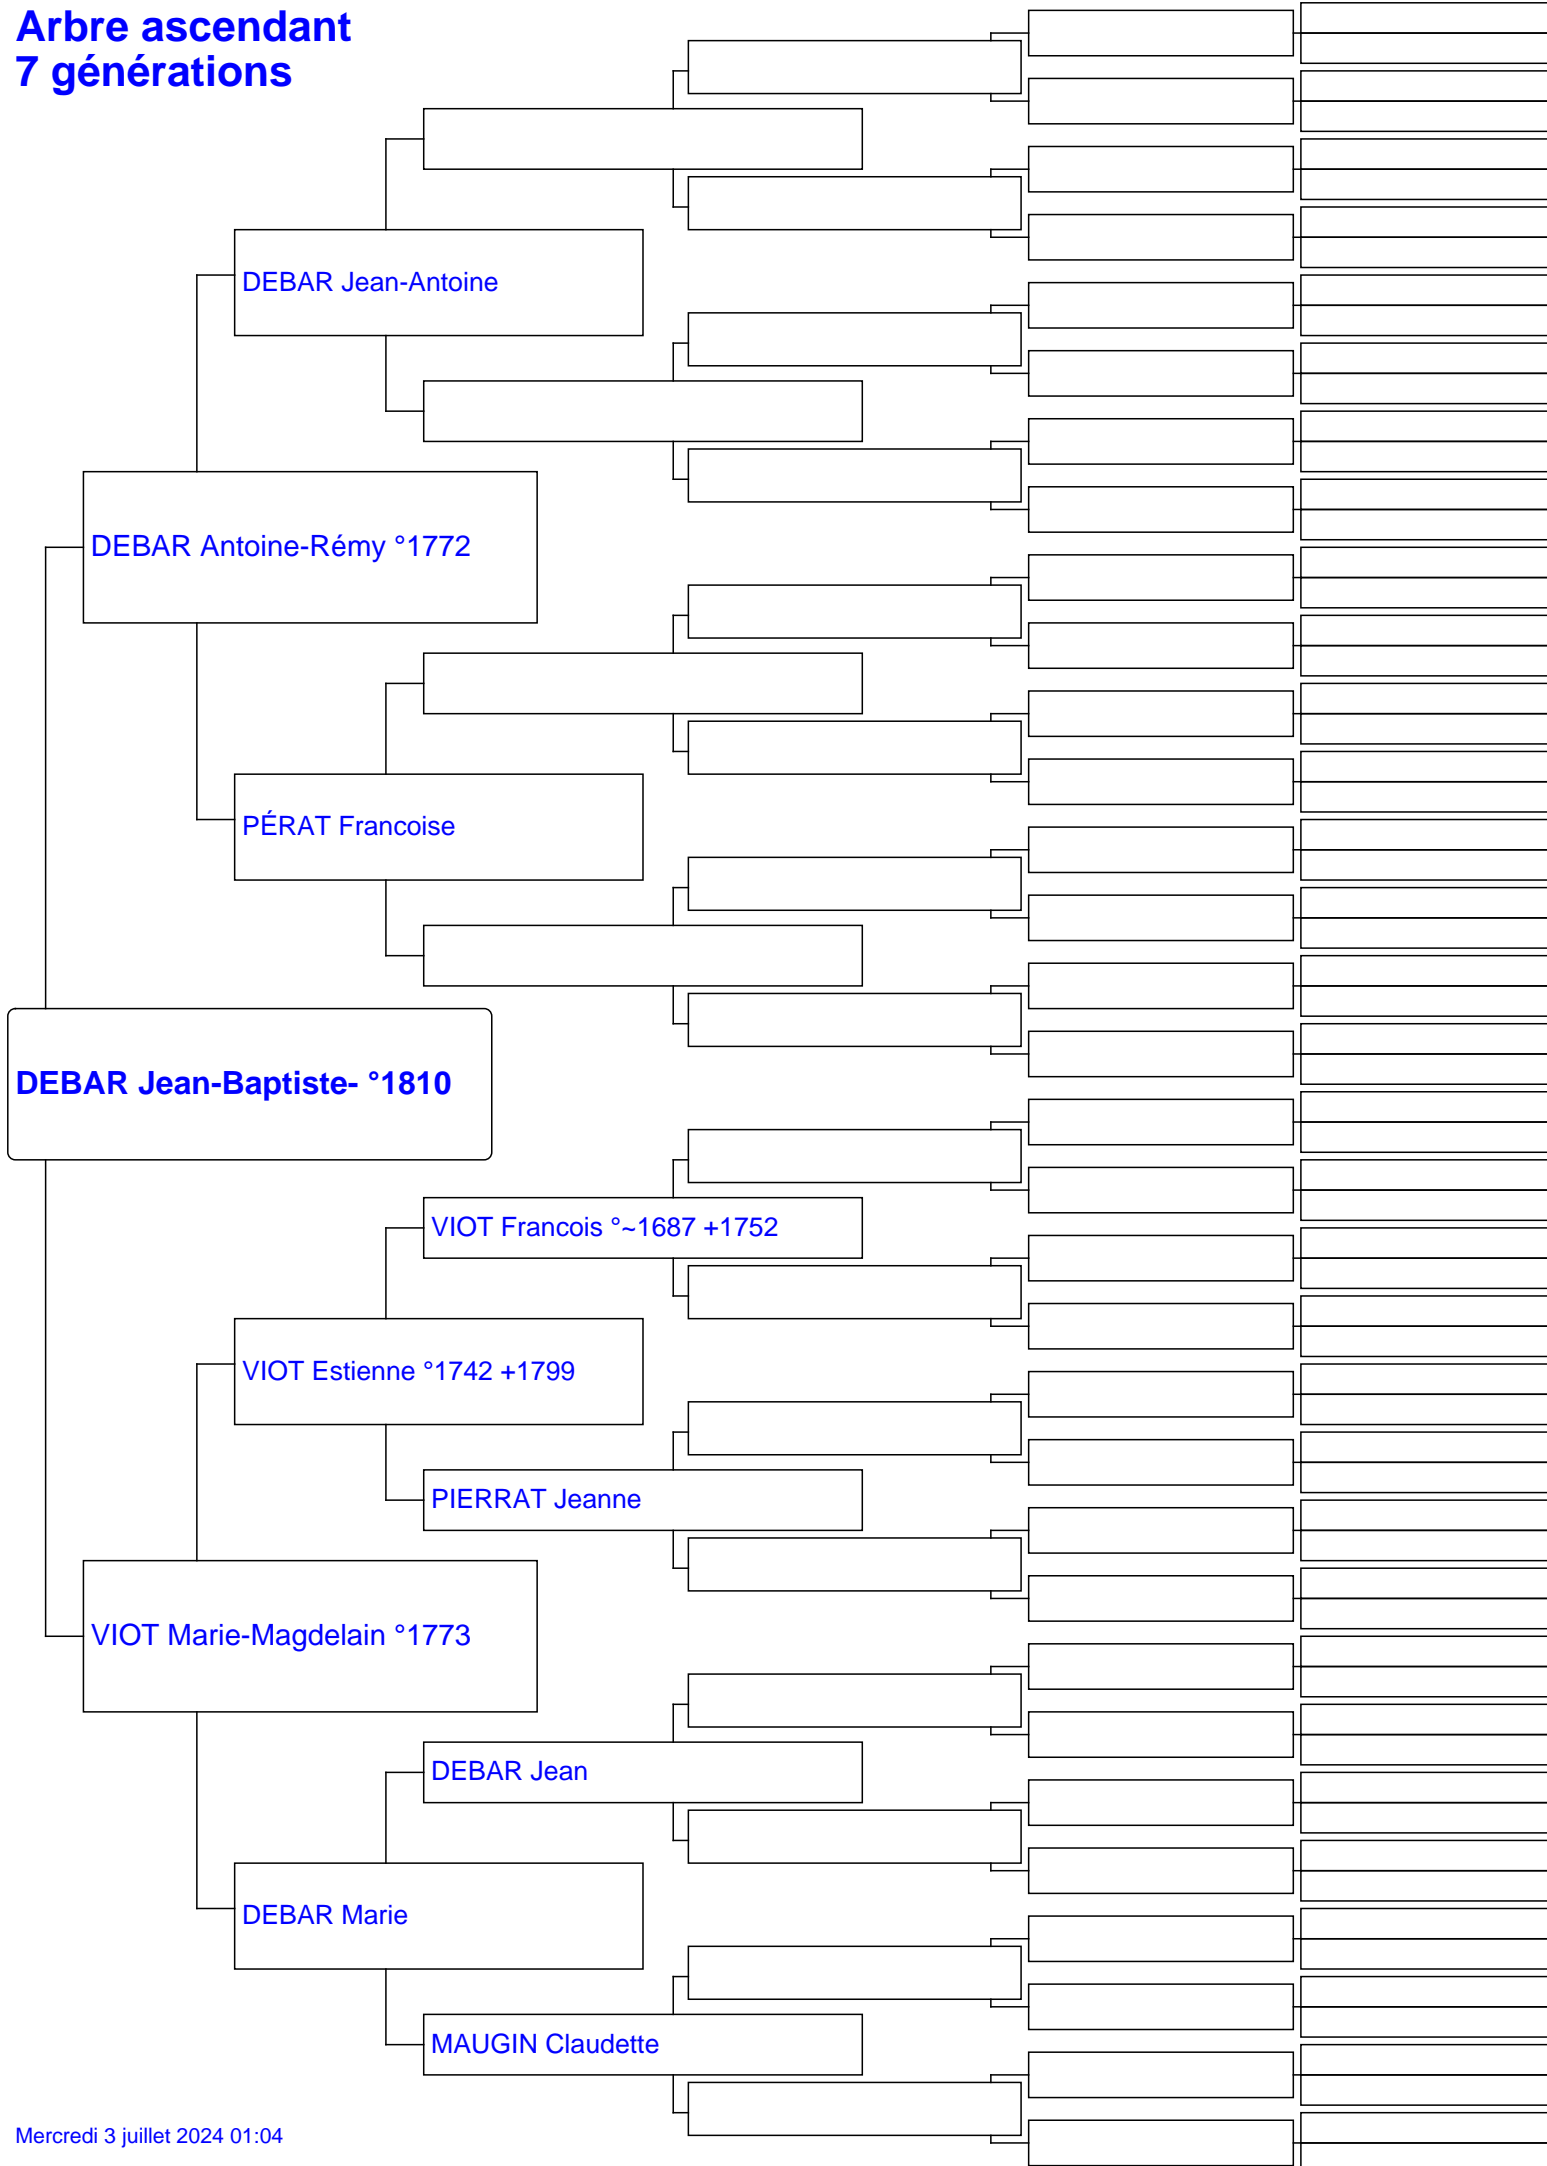 Arbre ascendant
7 générations
DEBAR Jean-Antoine
DEBAR Antoine-Rémy °1772
PÉRAT Francoise
DEBAR Jean-Baptiste- °1810
VIOT Francois °~1687 +1752
VIOT Estienne °1742 +1799
PIERRAT Jeanne
VIOT Marie-Magdelain °1773
DEBAR Jean
DEBAR Marie
MAUGIN Claudette
Mercredi 3 juillet 2024 01:04